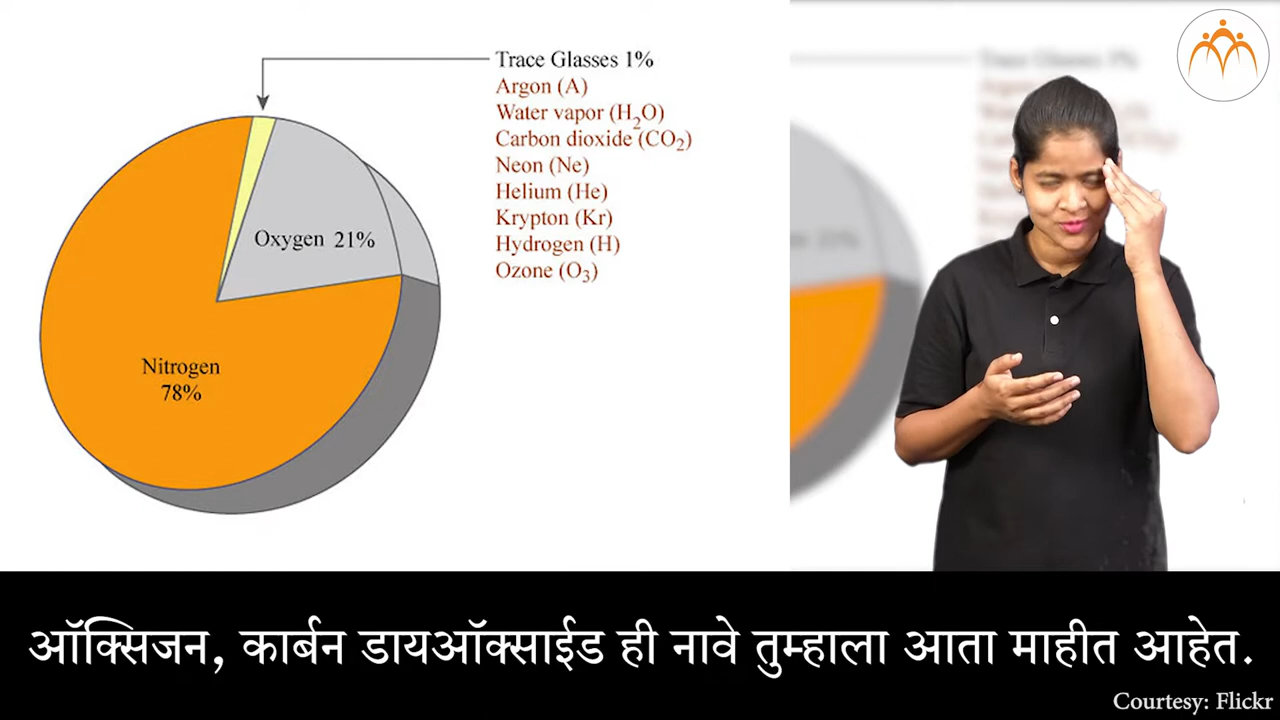 Trace Glasses 1%
Argon (A)
Water vapor (H₂O)
Carbon dioxide (CO₂)
Neon (Ne)
Helium (He)
Krypton (Kr)
Hydrogen (H)
Ozone (O₃)
Oxygen 21%
Nitrogen
78%
ऑक्सिजन, कार्बन डायऑक्साईड ही नावे तुम्हाला आता माहीत आहेत.
Courtesy: Flickr